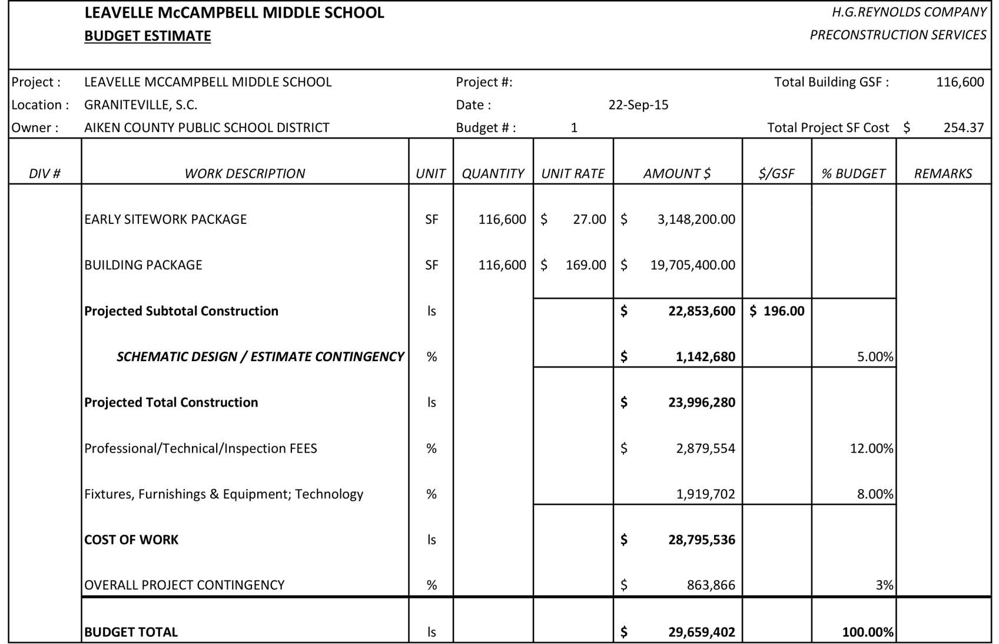 LEAVELLE McCAMPBELL MIDDLE SCHOOL H.G.REYNOLDS COMPANY
BUDGET ESTIMATE PRECONSTRUCTION SERVICES
Project : LEAVELLE MCCAMPBELL MIDDLE SCHOOL Project #: Total Building GSF : 116,600
Location : GRANITEVILLE, S.C. Date : 22-Sep-15
Owner : AIKEN COUNTY PUBLIC SCHOOL DISTRICT Budget # : 1 Total Project SF Cost $ 254.37
DIV # WORK DESCRIPTION UNIT QUANTITY UNIT RATE AMOUNT $ $/GSF % BUDGET REMARKS
EARLY SITEWORK PACKAGE SF 116,600 $ 27.00 $ 3,148,200.00
BUILDING PACKAGE SF 116,600 $ 169.00 $ 19,705,400.00
Projected Subtotal Construction ls $ 22,853,600 $ 196.00
SCHEMATIC DESIGN / ESTIMATE CONTINGENCY % $ 1,142,680 5.00%
Projected Total Construction ls $ 23,996,280
Professional/Technical/Inspection FEES % $ 2,879,554 12.00%
Fixtures, Furnishings & Equipment; Technology % 1,919,702 8.00%
COST OF WORK ls $ 28,795,536
OVERALL PROJECT CONTINGENCY % $ 863,866 3%
BUDGET TOTAL ls $ 29,659,402 100.00%